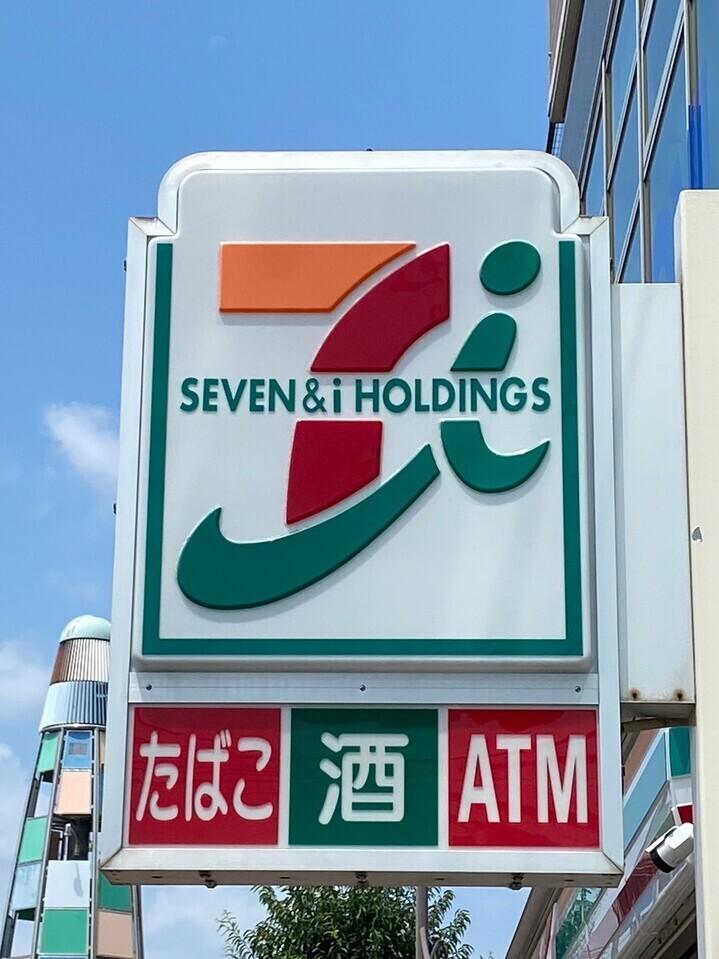 SEVEN & i HOLDINGS
たばこ 酒 ATM